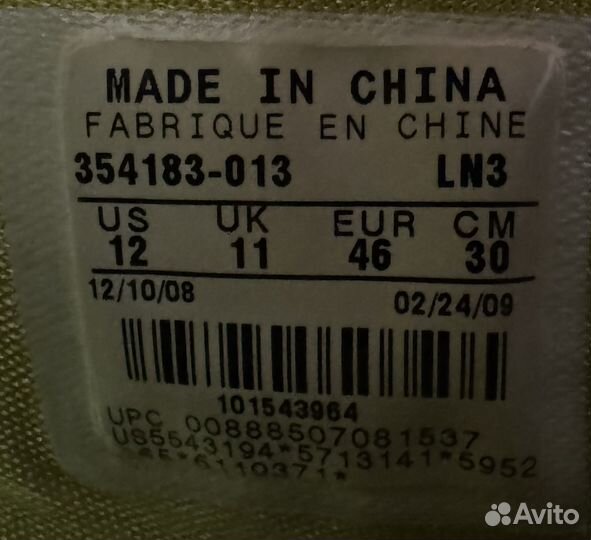 MADE IN CHINA
FABRIQUE EN CHINE
354183-013 LN3
US UK EUR CM
12 11 46 30
12/10/08 02/24/09
101543964
UPC 00888507081537
US5543194*5713141*5952
*6119371*
Avito